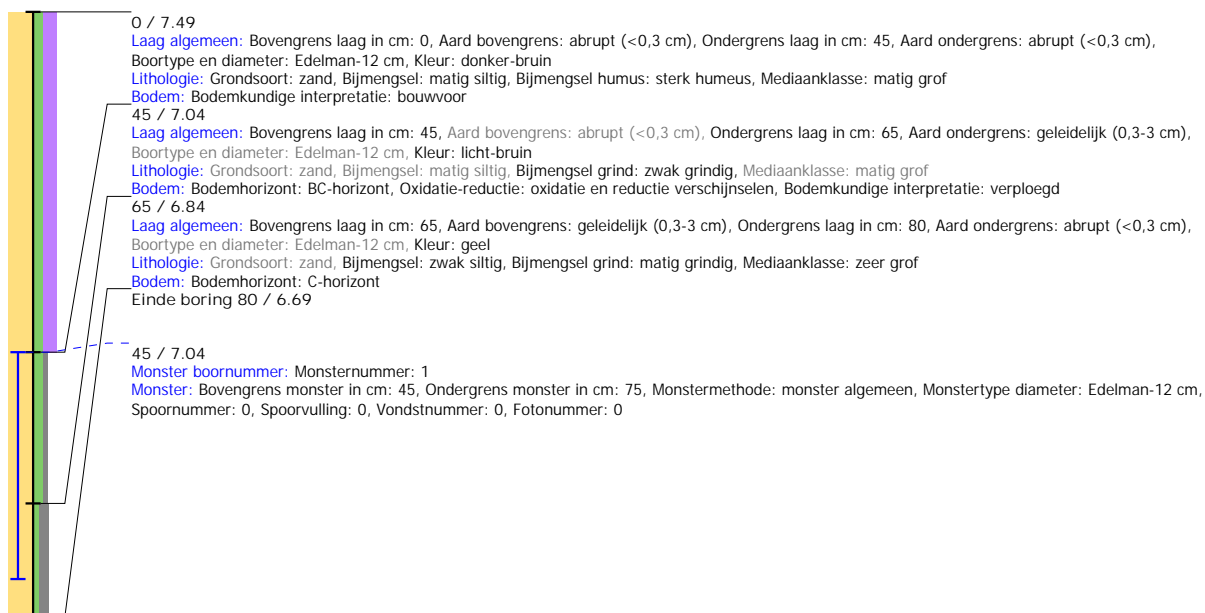 0 / 7.49
Laag algemeen: Bovengrens laag in cm: 0, Aard bovengrens: abrupt (<0,3 cm), Ondergrens laag in cm: 45, Aard ondergrens: abrupt (<0,3 cm),
Boortype en diameter: Edelman-12 cm, Kleur: donker-bruin
Lithologie: Grondsoort: zand, Bijmengsel: matig siltig, Bijmengsel humus: sterk humeus, Mediaanklasse: matig grof
Bodem: Bodemkundige interpretatie: bouwvoor
45 / 7.04
Laag algemeen: Bovengrens laag in cm: 45, Aard bovengrens: abrupt (<0,3 cm), Ondergrens laag in cm: 65, Aard ondergrens: geleidelijk (0,3-3 cm),
Boortype en diameter: Edelman-12 cm, Kleur: licht-bruin
Lithologie: Grondsoort: zand, Bijmengsel: matig siltig, Bijmengsel grind: zwak grindig, Mediaanklasse: matig grof
Bodem: Bodemhorizont: BC-horizont, Oxidatie-reductie: oxidatie en reductie verschijnselen, Bodemkundige interpretatie: verploegd
65 / 6.84
Laag algemeen: Bovengrens laag in cm: 65, Aard bovengrens: geleidelijk (0,3-3 cm), Ondergrens laag in cm: 80, Aard ondergrens: abrupt (<0,3 cm),
Boortype en diameter: Edelman-12 cm, Kleur: geel
Lithologie: Grondsoort: zand, Bijmengsel: zwak siltig, Bijmengsel grind: matig grindig, Mediaanklasse: zeer grof
Bodem: Bodemhorizont: C-horizont
Einde boring 80 / 6.69
45 / 7.04
Monster boornummer: Monsternummer: 1
Monster: Bovengrens monster in cm: 45, Ondergrens monster in cm: 75, Monstermethode: monster algemeen, Monstertype diameter: Edelman-12 cm,
Spoornummer: 0, Spoorvulling: 0, Vondstnummer: 0, Fotonummer: 0